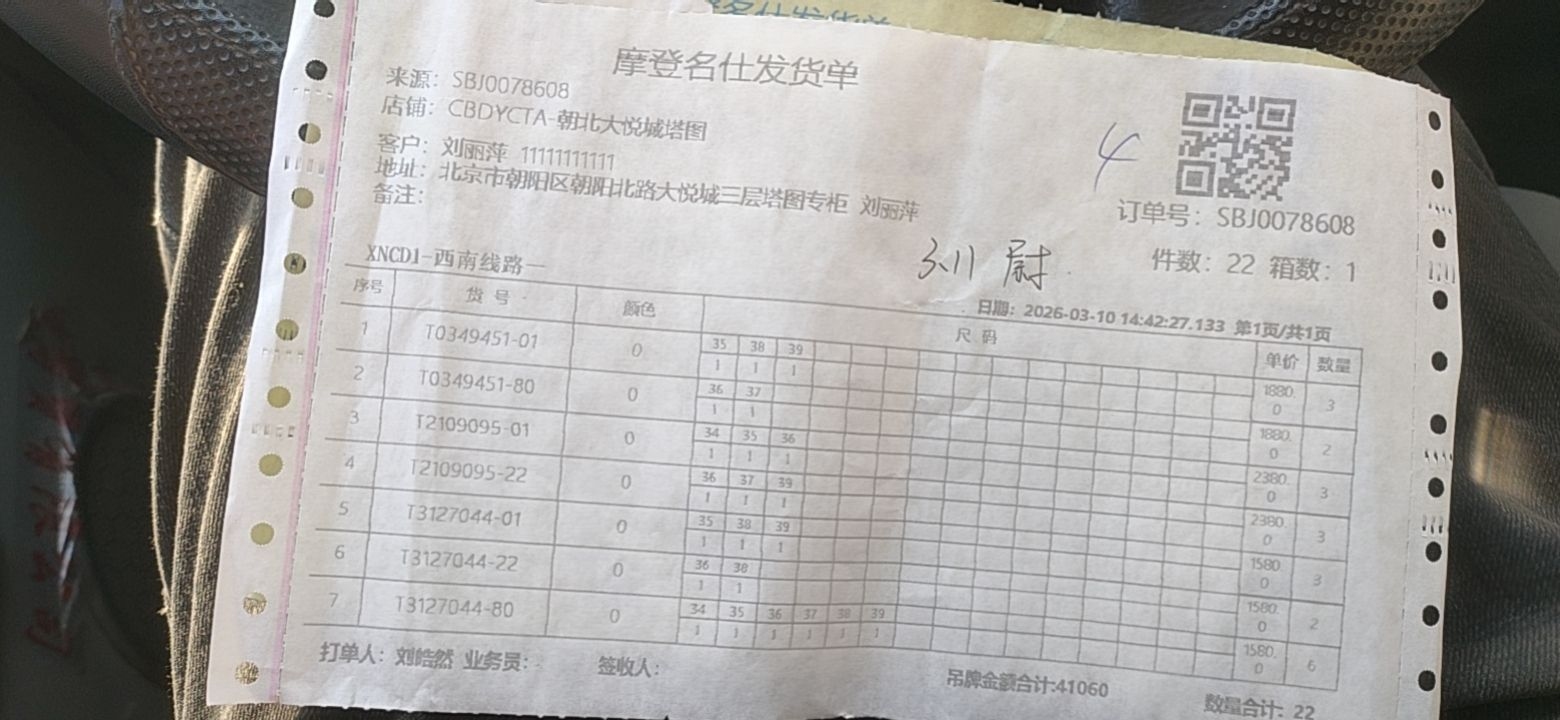 摩登名仕发货单
来源：SBJ0078608
店铺：CBDYCTA-朝北大悦城塔图
客户：刘丽萍 11111111111
地址：北京市朝阳区朝阳北路大悦城三层塔图专柜 刘丽萍
备注：
4
订单号：SBJ0078608
件数：22 箱数：1
3.11 尉
XNCD1-西南线路一
日期：2026-03-10 14:42:27.133 第1页/共1页
序号 货 号 颜色 尺 码 单价 数量
1 T0349451-01 0 35 38 39 1880.0 3
1 1 1
2 T0349451-80 0 36 37 1880.0 2
1 1
3 T2109095-01 0 34 35 36 2380.0 3
1 1 1
4 T2109095-22 0 36 37 39 2380.0 3
1 1 1
5 T3127044-01 0 35 38 39 1580.0 3
1 1 1
6 T3127044-22 0 36 38 1580.0 2
1 1
7 T3127044-80 0 34 35 36 37 38 39 1580.0 6
1 1 1 1 1 1
打单人：刘皓然 业务员： 签收人： 吊牌金额合计:41060 数量合计: 22